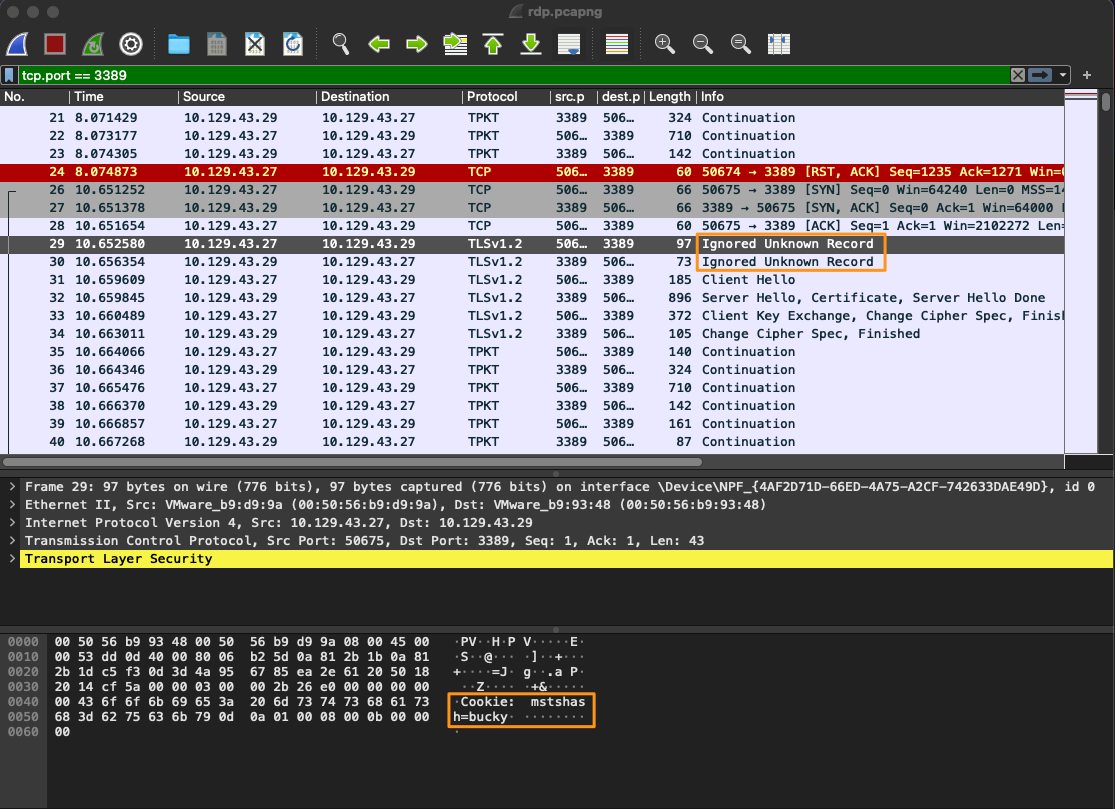 rdp.pcapng
tcp.port == 3389
No. Time Source Destination Protocol src.p dest.p Length Info
21 8.071429 10.129.43.29 10.129.43.27 TPKT 3389 506… 324 Continuation
22 8.073177 10.129.43.27 10.129.43.29 TPKT 506… 3389 710 Continuation
23 8.074305 10.129.43.29 10.129.43.27 TPKT 3389 506… 142 Continuation
24 8.074873 10.129.43.27 10.129.43.29 TCP 506… 3389 60 50674 → 3389 [RST, ACK] Seq=1235 Ack=1271 Win=0
26 10.651252 10.129.43.27 10.129.43.29 TCP 506… 3389 66 50675 → 3389 [SYN] Seq=0 Win=64240 Len=0 MSS=14
27 10.651378 10.129.43.29 10.129.43.27 TCP 3389 506… 66 3389 → 50675 [SYN, ACK] Seq=0 Ack=1 Win=64000
28 10.651654 10.129.43.27 10.129.43.29 TCP 506… 3389 60 50675 → 3389 [ACK] Seq=1 Ack=1 Win=2102272 Len=
29 10.652580 10.129.43.27 10.129.43.29 TLSv1.2 506… 3389 97 Ignored Unknown Record
30 10.656354 10.129.43.29 10.129.43.27 TLSv1.2 3389 506… 73 Ignored Unknown Record
31 10.659609 10.129.43.27 10.129.43.29 TLSv1.2 506… 3389 185 Client Hello
32 10.659845 10.129.43.29 10.129.43.27 TLSv1.2 3389 506… 896 Server Hello, Certificate, Server Hello Done
33 10.660489 10.129.43.27 10.129.43.29 TLSv1.2 506… 3389 372 Client Key Exchange, Change Cipher Spec, Finis
34 10.663011 10.129.43.29 10.129.43.27 TLSv1.2 3389 506… 105 Change Cipher Spec, Finished
35 10.664066 10.129.43.27 10.129.43.29 TPKT 506… 3389 140 Continuation
36 10.664346 10.129.43.29 10.129.43.27 TPKT 3389 506… 324 Continuation
37 10.665476 10.129.43.27 10.129.43.29 TPKT 506… 3389 710 Continuation
38 10.666370 10.129.43.29 10.129.43.27 TPKT 3389 506… 142 Continuation
39 10.666857 10.129.43.27 10.129.43.29 TPKT 506… 3389 161 Continuation
40 10.667268 10.129.43.29 10.129.43.27 TPKT 3389 506… 87 Continuation
Frame 29: 97 bytes on wire (776 bits), 97 bytes captured (776 bits) on interface \Device\NPF_{4AF2D71D-66ED-4A75-A2CF-742633DAE49D}, id 0
Ethernet II, Src: VMware_b9:d9:9a (00:50:56:b9:d9:9a), Dst: VMware_b9:93:48 (00:50:56:b9:93:48)
Internet Protocol Version 4, Src: 10.129.43.27, Dst: 10.129.43.29
Transmission Control Protocol, Src Port: 50675, Dst Port: 3389, Seq: 1, Ack: 1, Len: 43
Transport Layer Security
0000 00 50 56 b9 93 48 00 50 56 b9 d9 9a 08 00 45 00 ·PV··H·P V·····E·
0010 00 53 dd 0d 40 00 80 06 b2 5d 0a 81 2b 1b 0a 81 ·S··@··· ·]··+···
0020 2b 1d c5 f3 0d 3d 4a 95 67 85 ea 2e 61 20 50 18 +····=J· g··.a P·
0030 20 14 cf 5a 00 00 03 00 00 2b 26 e0 00 00 00 00 ··Z···· ·+&·····
0040 00 43 6f 6f 6b 69 65 3a 20 6d 73 74 73 68 61 73 ·Cookie: mstshas
0050 68 3d 62 75 63 6b 79 0d 0a 01 00 08 00 0b 00 00 h=bucky· ········
0060 00 ·